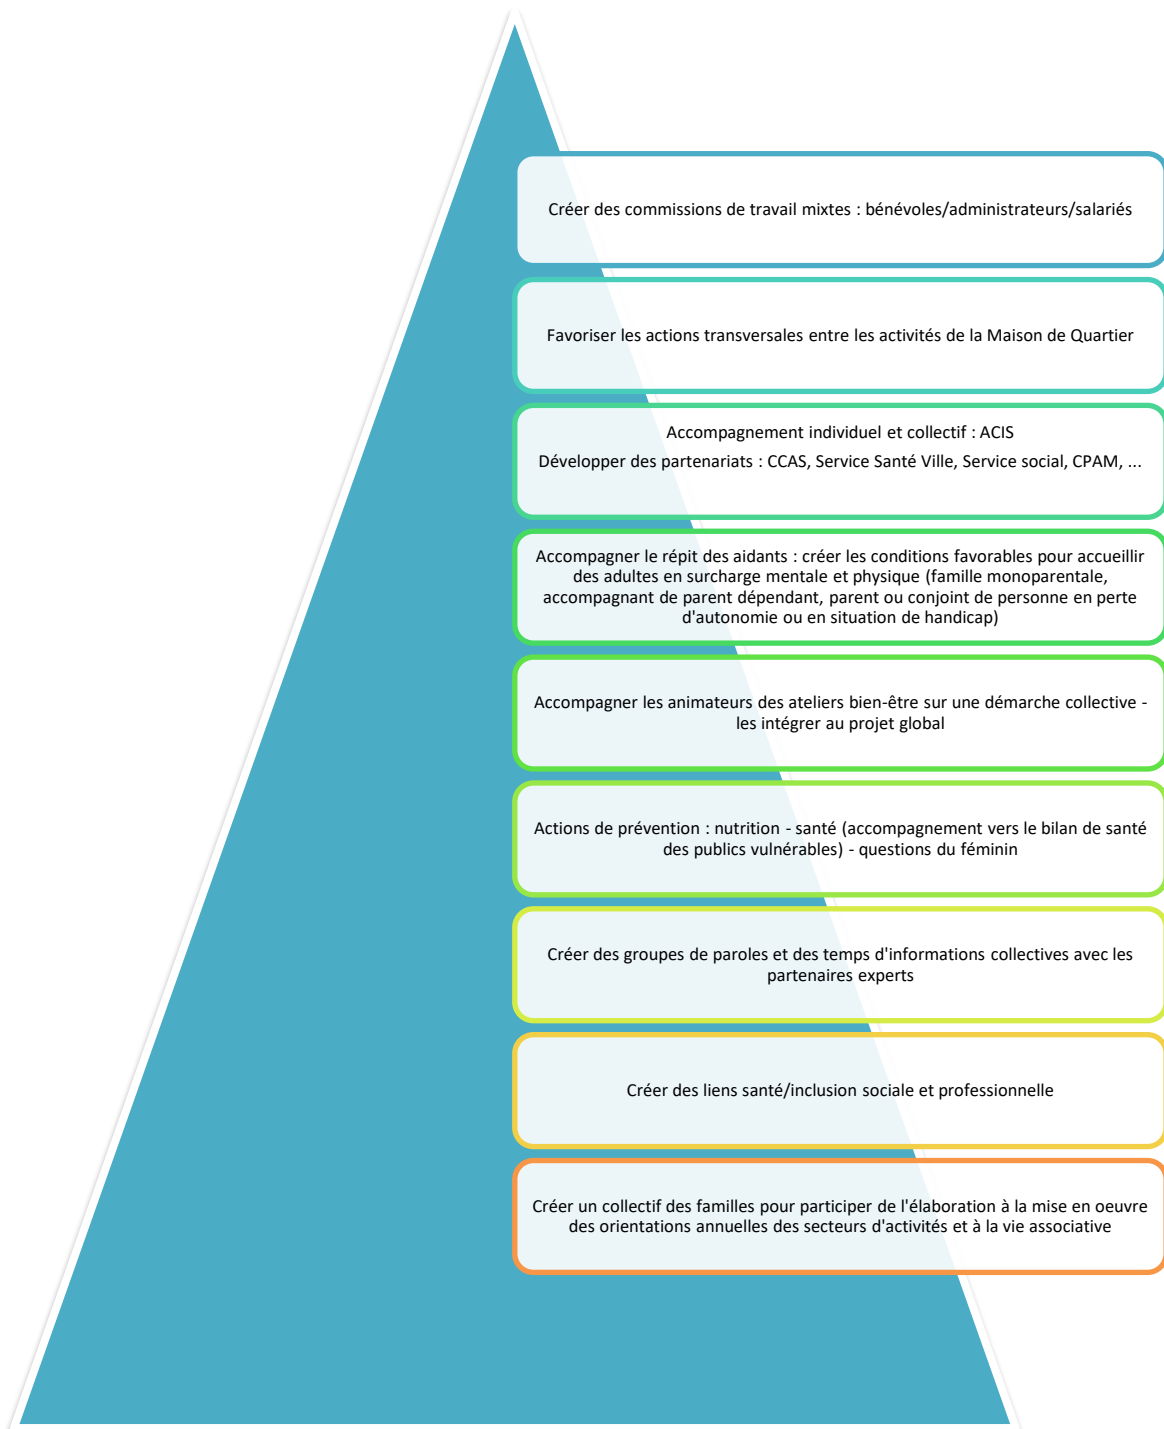 Créer des commissions de travail mixtes : bénévoles/administrateurs/salariés
Favoriser les actions transversales entre les activités de la Maison de Quartier
Accompagnement individuel et collectif : ACIS
Développer des partenariats : CCAS, Service Santé Ville, Service social, CPAM, ...
Accompagner le répit des aidants : créer les conditions favorables pour accueillir
des adultes en surcharge mentale et physique (famille monoparentale,
accompagnant de parent dépendant, parent ou conjoint de personne en perte
d'autonomie ou en situation de handicap)
Accompagner les animateurs des ateliers bien-être sur une démarche collective -
les intégrer au projet global
Actions de prévention : nutrition - santé (accompagnement vers le bilan de santé
des publics vulnérables) - questions du féminin
Créer des groupes de paroles et des temps d'informations collectives avec les
partenaires experts
Créer des liens santé/inclusion sociale et professionnelle
Créer un collectif des familles pour participer de l'élaboration à la mise en oeuvre
des orientations annuelles des secteurs d'activités et à la vie associative